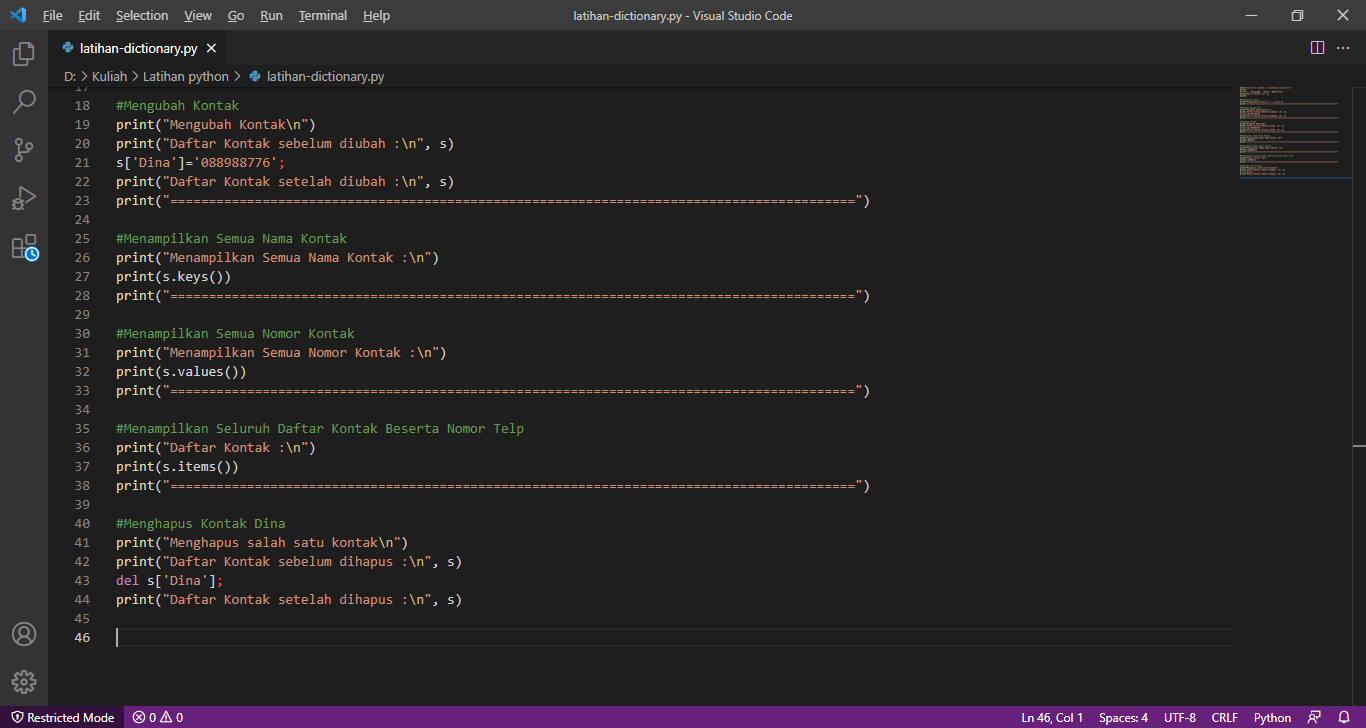 File Edit Selection View Go Run Terminal Help latihan-dictionary.py - Visual Studio Code
latihan-dictionary.py
D: > Kuliah > Latihan python > latihan-dictionary.py
17
18 #Mengubah Kontak
19 print("Mengubah Kontak\n")
20 print("Daftar Kontak sebelum diubah :\n", s)
21 s['Dina']='088988776';
22 print("Daftar Kontak setelah diubah :\n", s)
23 print("=========================================================================================")
24
25 #Menampilkan Semua Nama Kontak
26 print("Menampilkan Semua Nama Kontak :\n")
27 print(s.keys())
28 print("=========================================================================================")
29
30 #Menampilkan Semua Nomor Kontak
31 print("Menampilkan Semua Nomor Kontak :\n")
32 print(s.values())
33 print("=========================================================================================")
34
35 #Menampilkan Seluruh Daftar Kontak Beserta Nomor Telp
36 print("Daftar Kontak :\n")
37 print(s.items())
38 print("=========================================================================================")
39
40 #Menghapus Kontak Dina
41 print("Menghapus salah satu kontak\n")
42 print("Daftar Kontak sebelum dihapus :\n", s)
43 del s['Dina'];
44 print("Daftar Kontak setelah dihapus :\n", s)
45
46
Restricted Mode 0 0 Ln 46, Col 1 Spaces: 4 UTF-8 CRLF Python